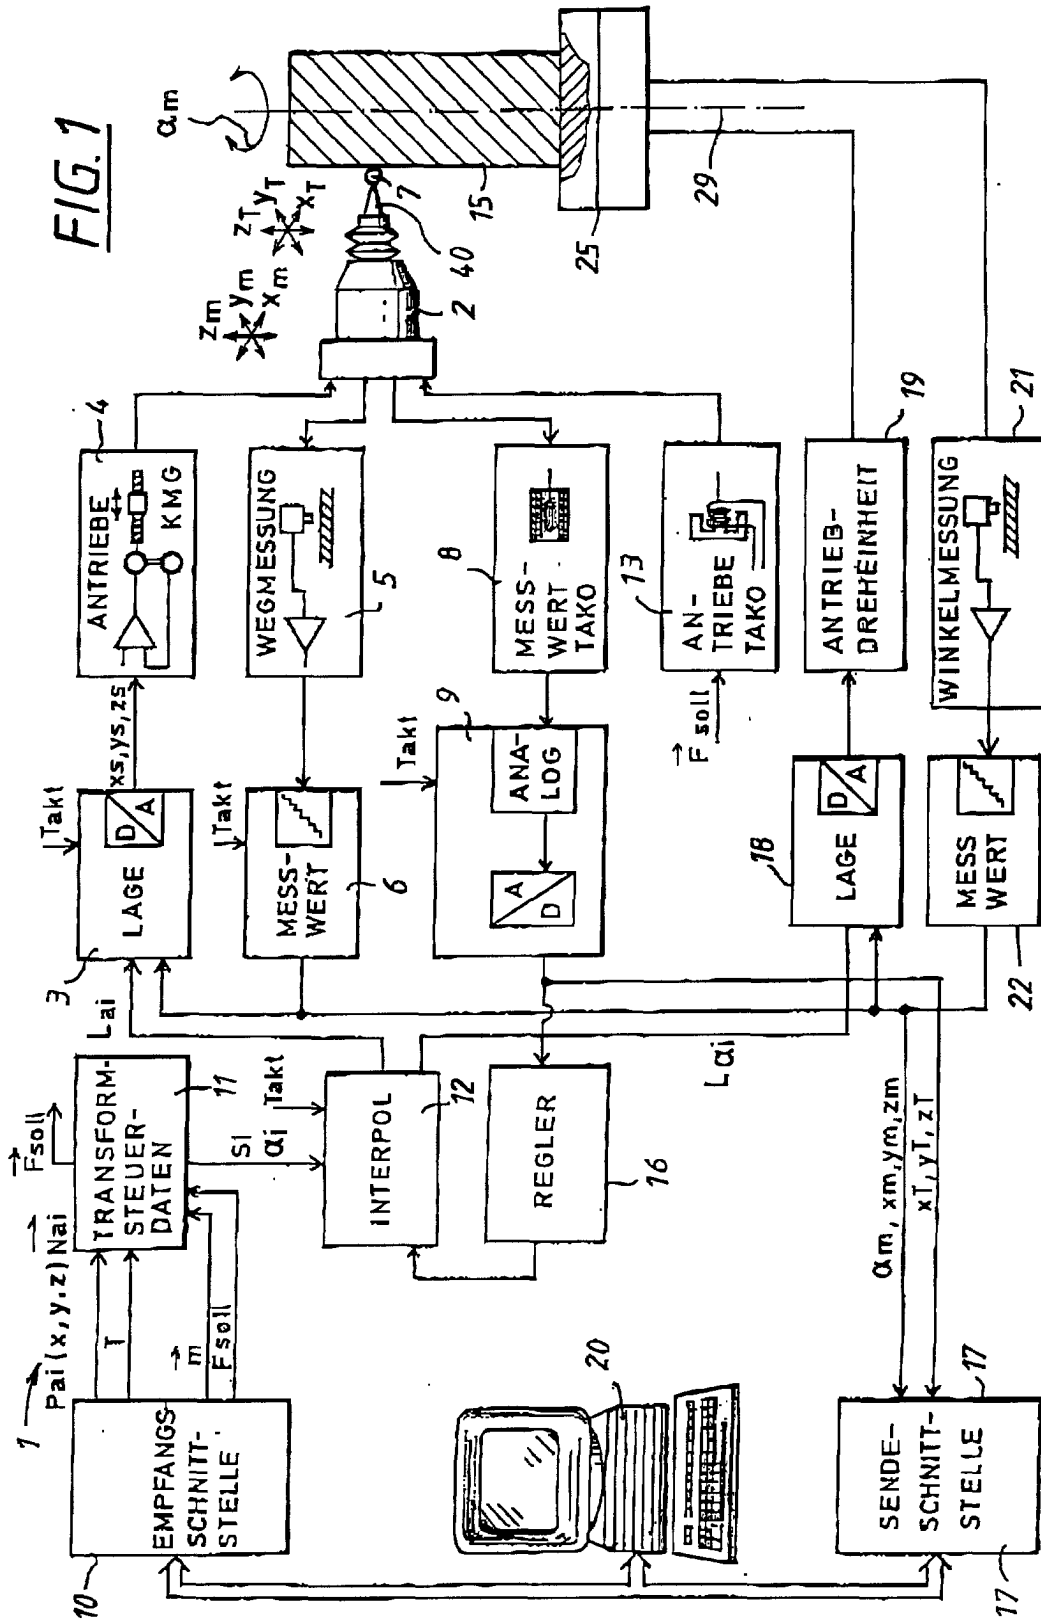 FIG. 1
1
Pai(x,y,z) Nai
T
m
Fsoll
10
EMPFANGS
SCHNITT-
STELLE
Fsoll
11
TRANSFORM-
STEUER-
DATEN
Si
αi
Takt
12
INTERPOL
REGLER
16
Lai
Lαi
Takt
3
LAGE
D
A
xs,ys,zs
4
ANTRIEBE
KMG
Takt
MESS-
WERT
6
WEGMESSUNG
5
Takt
9
ANA-
LOG
A
D
8
MESS-
WERT
TAKO
F soll
13
AN-
TRIEBE
TAKO
18
LAGE
D
A
ANTRIEB-
DREHEINHEIT
19
MESS
WERT
22
WINKELMESSUNG
21
zm
ym
xm
zT
yT
xT
αm
2
40
7
15
25
29
αm, xm,ym,zm
xT,yT,zT
20
SENDE-
SCHNITT-
STELLE
17
17